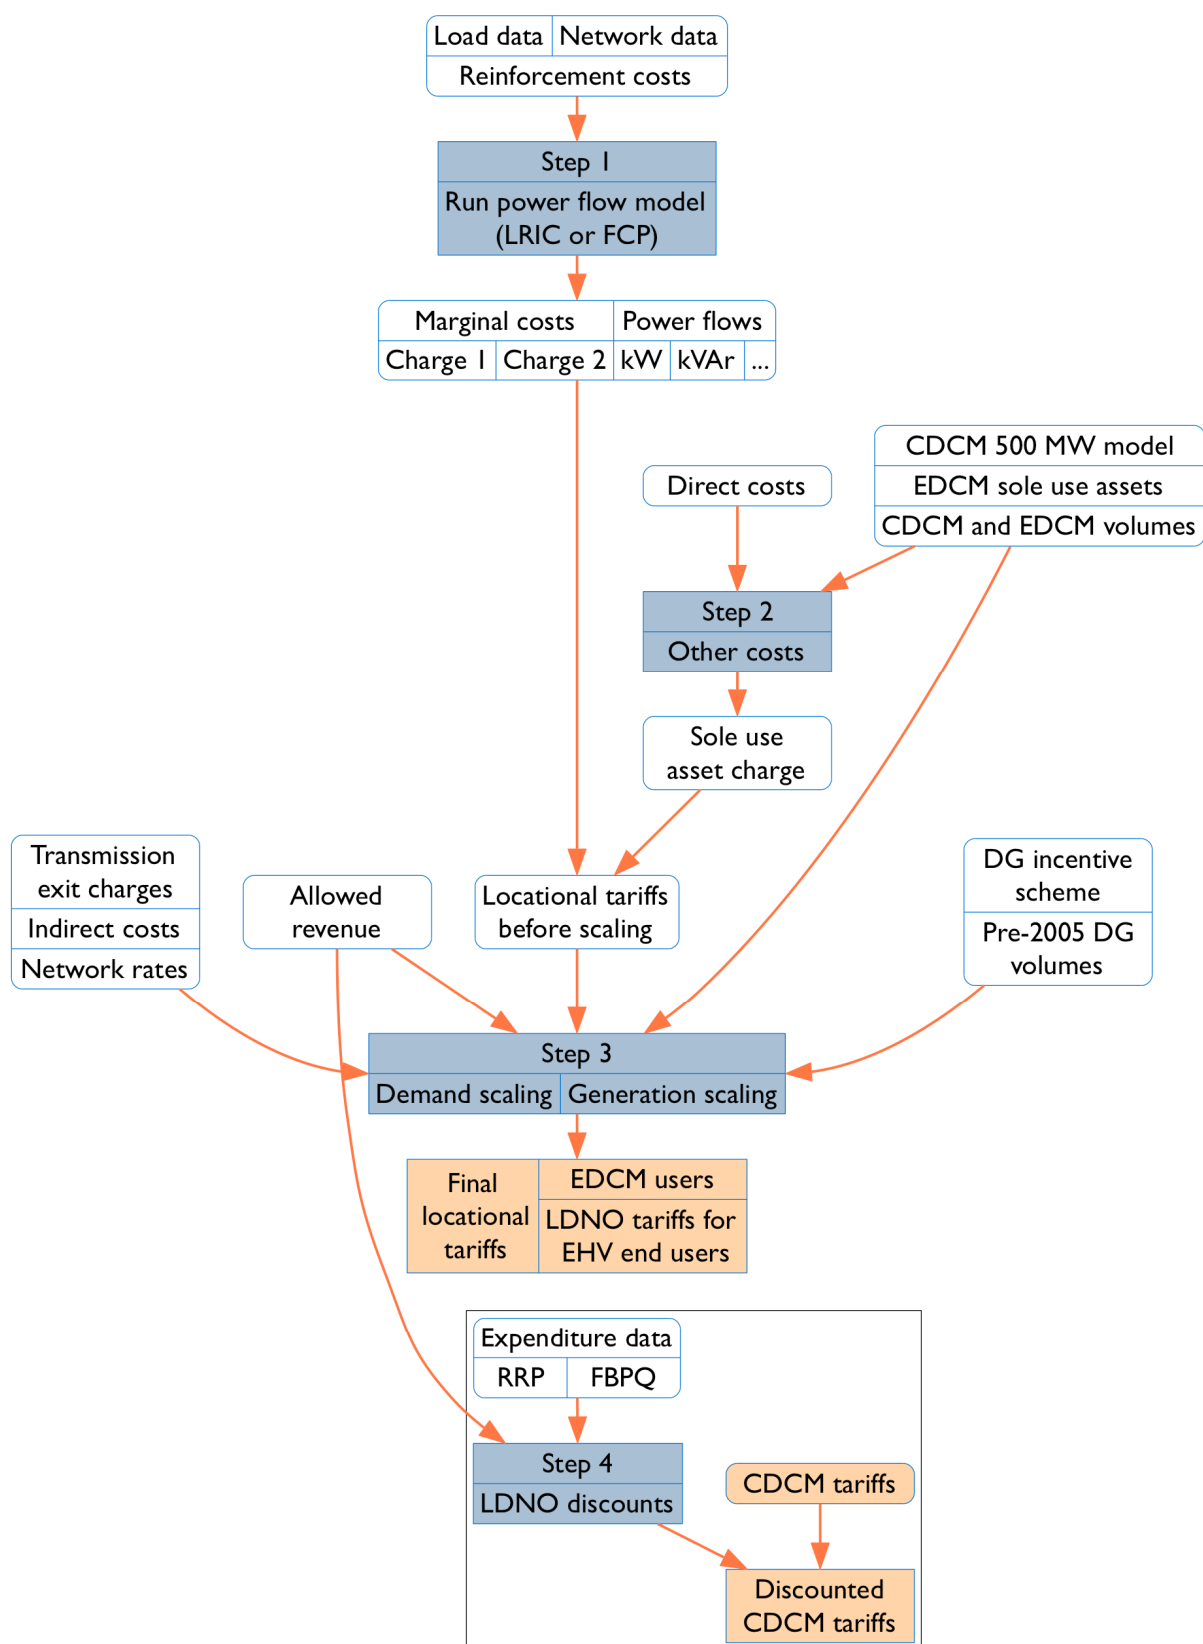 Load data
Network data
Reinforcement costs
Step 1
Run power flow model
(LRIC or FCP)
Marginal costs
Power flows
Charge 1
Charge 2
kW
kVAr
...
CDCM 500 MW model
EDCM sole use assets
CDCM and EDCM volumes
Direct costs
Step 2
Other costs
Sole use
asset charge
Transmission
exit charges
Indirect costs
Network rates
Allowed
revenue
Locational tariffs
before scaling
DG incentive
scheme
Pre-2005 DG
volumes
Step 3
Demand scaling
Generation scaling
Final
locational
tariffs
EDCM users
LDNO tariffs for
EHV end users
Expenditure data
RRP
FBPQ
Step 4
LDNO discounts
CDCM tariffs
Discounted
CDCM tariffs